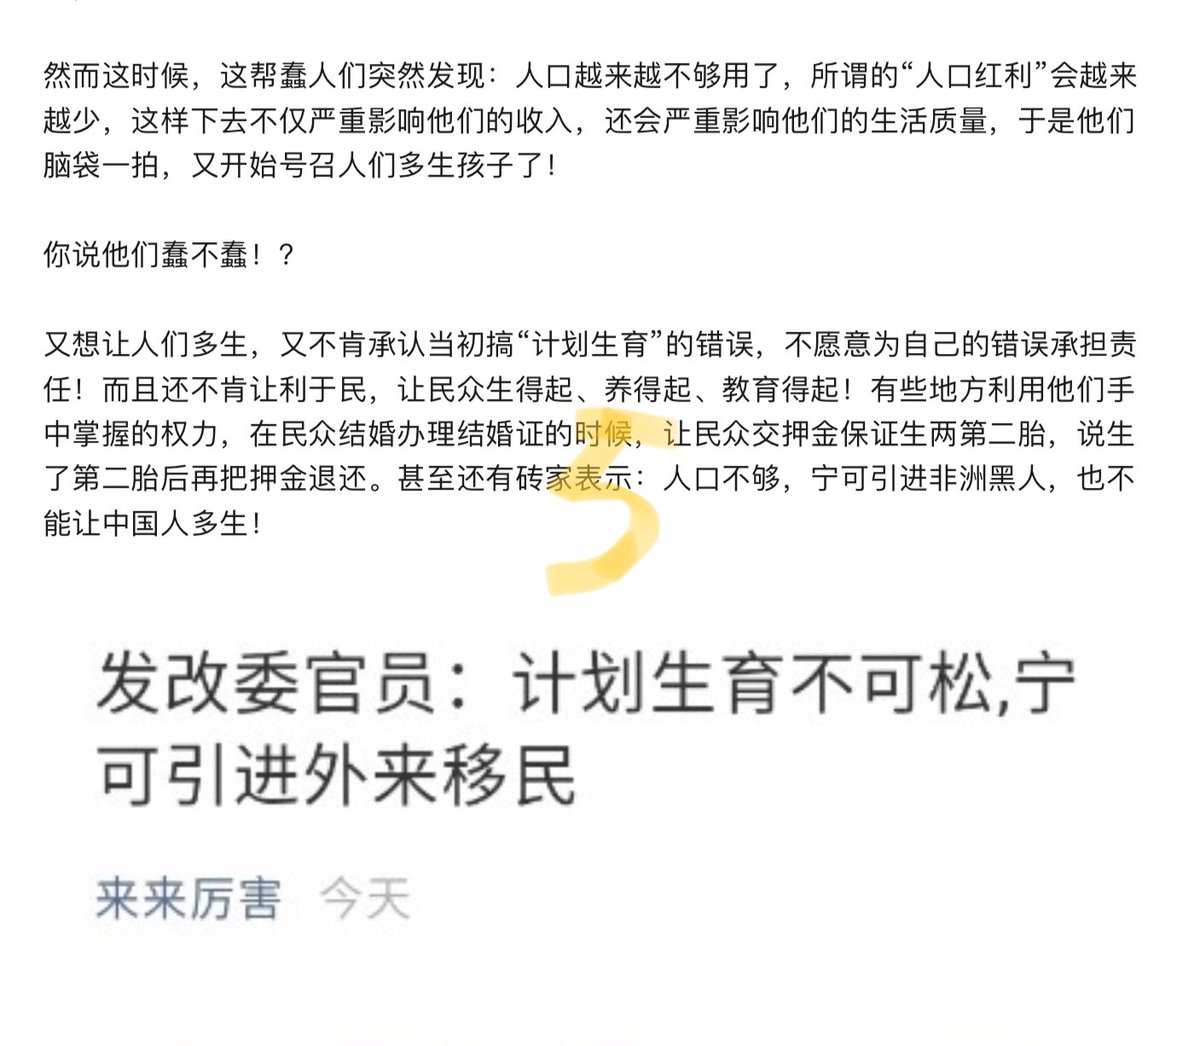 然而这时候，这帮蠢人们突然发现：人口越来越不够用了，所谓的“人口红利”会越来
越少，这样下去不仅严重影响他们的收入，还会严重影响他们的生活质量，于是他们
脑袋一拍，又开始号召人们多生孩子了！
你说他们蠢不蠢！？
又想让人们多生，又不肯承认当初搞“计划生育”的错误，不愿意为自己的错误承担责
任！而且还不肯让利于民，让民众生得起、养得起、教育得起！有些地方利用他们手
中掌握的权力，在民众结婚办理结婚证的时候，让民众交押金保证生两第二胎，说生
了第二胎后再把押金退还。甚至还有砖家表示：人口不够，宁可引进非洲黑人，也不
能让中国人多生！
5
发改委官员：计划生育不可松,宁
可引进外来移民
来来厉害 今天